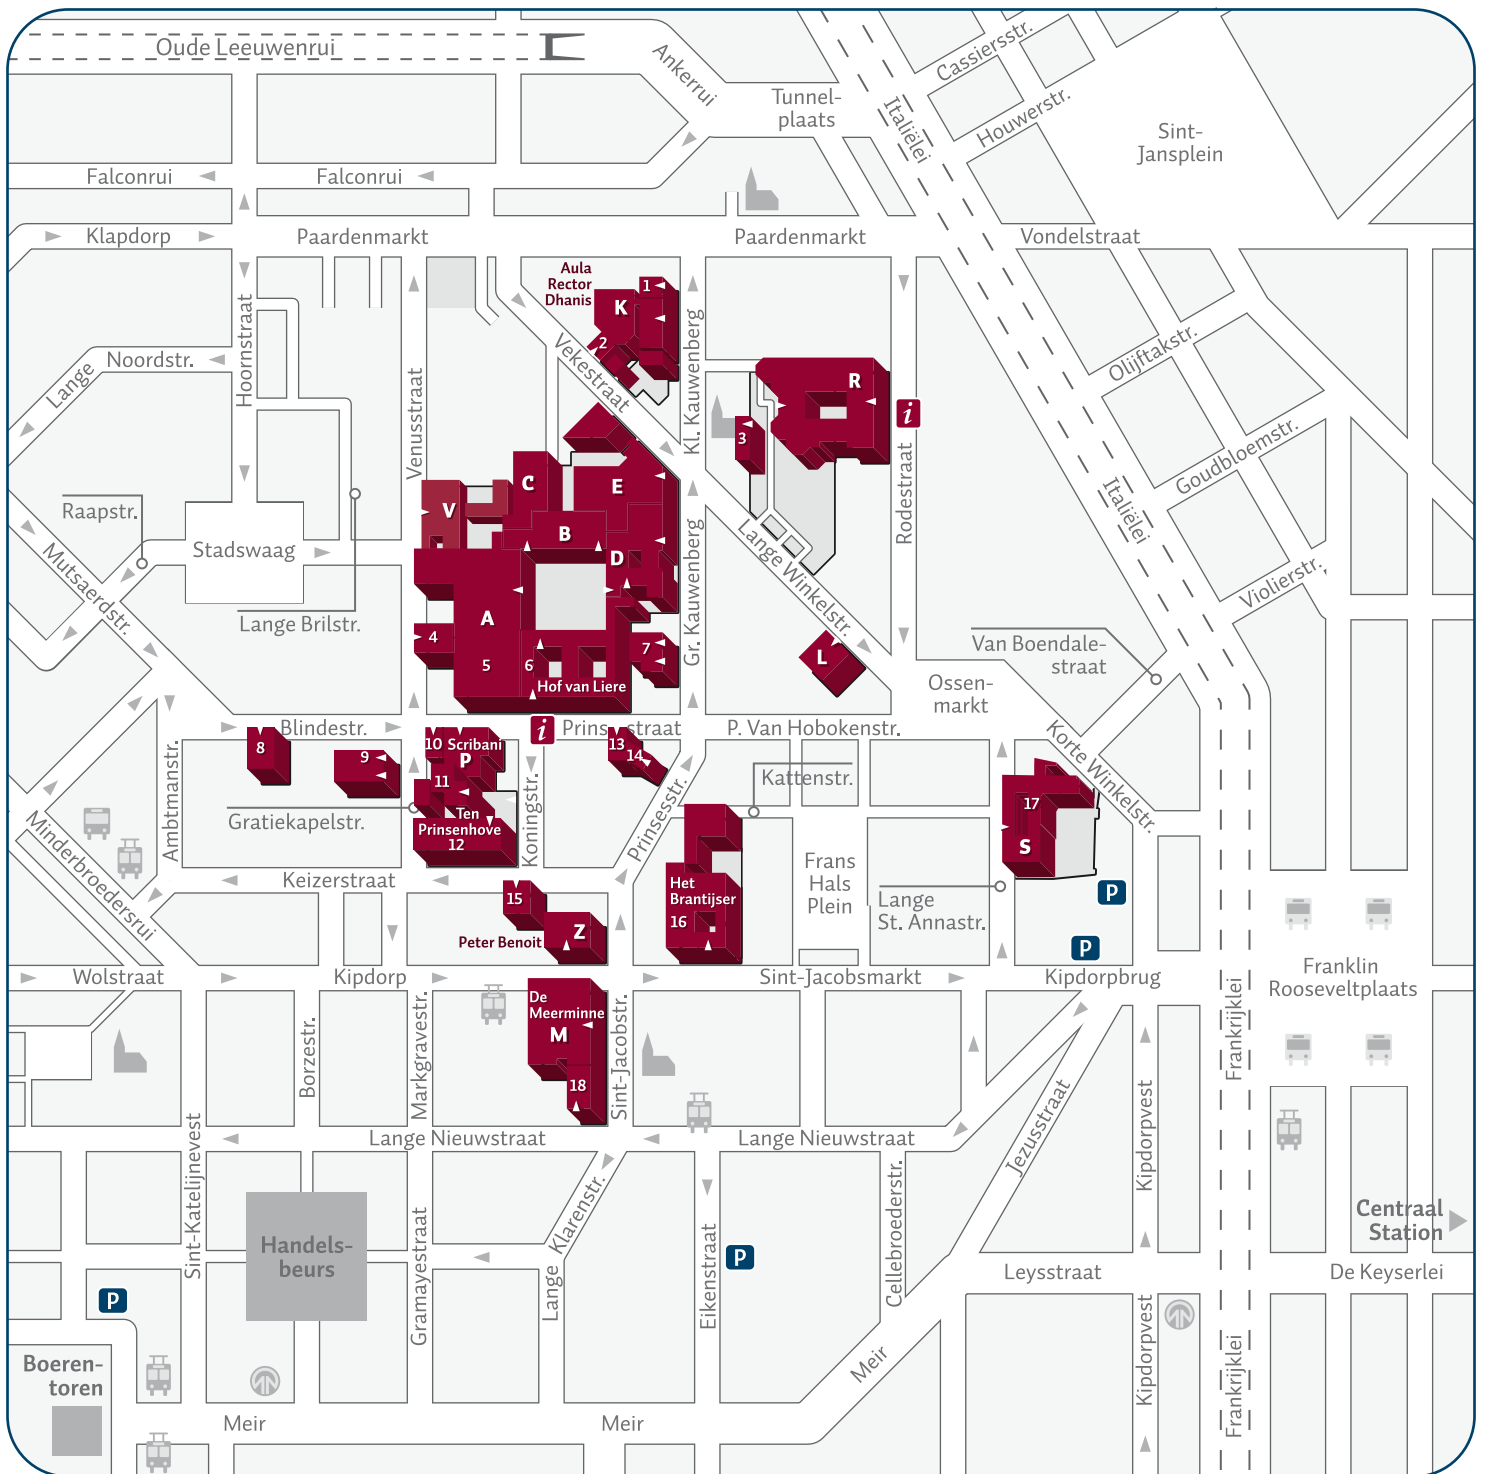 Oude Leeuwenrui
Ankerrui
Tunnel-
plaats
Italiëlei
Cassiersstr.
Houwerstr.
Sint-
Jansplein
Falconrui
Falconrui
Klapdorp
Paardenmarkt
Paardenmarkt
Vondelstraat
Aula
Rector
Dhanis
1
K
2
Hoornstraat
Noordstr.
Lange
Venusstraat
Vekestraat
Kl. Kauwenberg
R
i
3
Rodestraat
Olijftakstr.
Goudbloemstr.
Italiëlei
Violierstr.
Raapstr.
Stadswaag
Mutsaerdstr.
Lange Brilstr.
V
C
E
B
D
A
4
5
6
7
Hof van Liere
Gr. Kauwenberg
Lange Winkelstr.
L
Van Boendale-
straat
Ossen-
markt
Blindestr.
i
Prinsstraat
P. Van Hobokenstr.
Korte Winkelstr.
8
9
10
Scribani
P
11
Ten
Prinsenhove
12
13
14
Kattenstr.
Gratiekapelstr.
Koningstr.
Prinsesstr.
Ambtmanstr.
Minderbroedersrui
17
S
P
Keizerstraat
15
Peter Benoit
Z
Het
Brantijser
16
Frans
Hals
Plein
Lange
St. Annastr.
P
Wolstraat
Kipdorp
Sint-Jacobsmarkt
Kipdorpbrug
Franklin
Rooseveltplaats
De
Meerminne
M
18
Borzestr.
Markgravestr.
Sint-Jacobstr.
Frankrijklei
Sint-Katelijnevest
Lange Nieuwstraat
Lange Nieuwstraat
Jezusstraat
Kipdorpvest
Handels-
beurs
Gramayestraat
Lange
Klarenstr.
Eikenstraat
P
Cellebroederstr.
Centraal
Station
Leysstraat
De Keyserlei
P
Boeren-
toren
Meir
Meir
Meir
Kipdorpvest
Frankrijklei